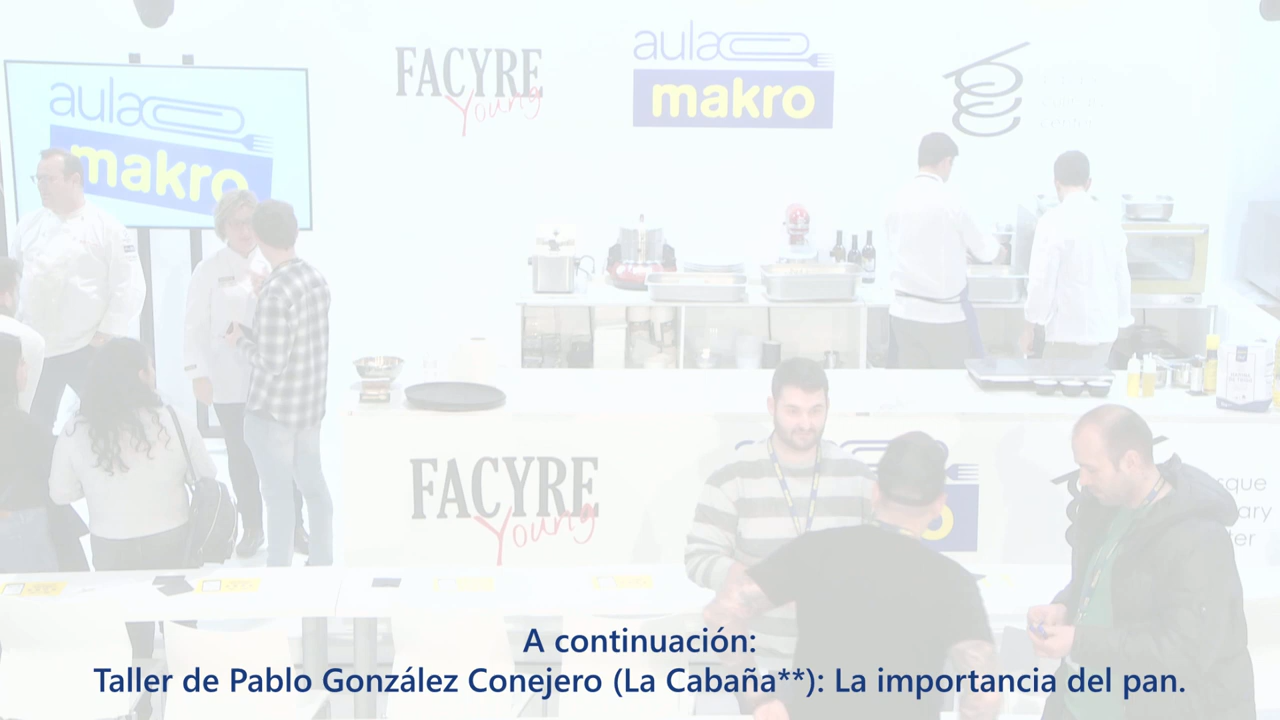 aula
makro
FACYRE
Young
aula
makro
FACYRE
Young
A continuación:
Taller de Pablo González Conejero (La Cabaña**): La importancia del pan.